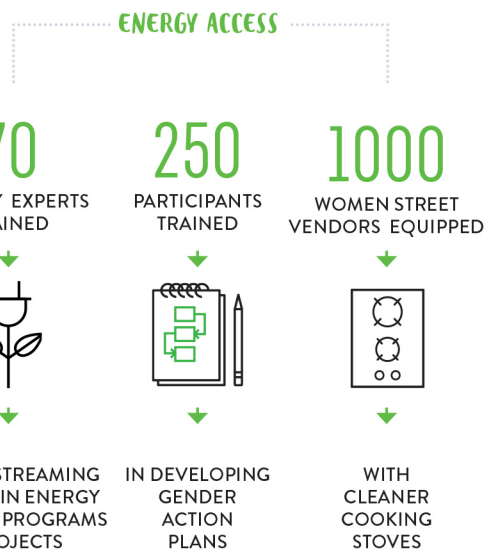 ENERGY ACCESS
EXPERTS
250
PARTICIPANTS
TRAINED
IN DEVELOPING
GENDER
ACTION
PLANS
1000
WOMEN STREET
VENDORS EQUIPPED
WITH
CLEANER
COOKING
STOVES
IN ENERGY
PROGRAMS